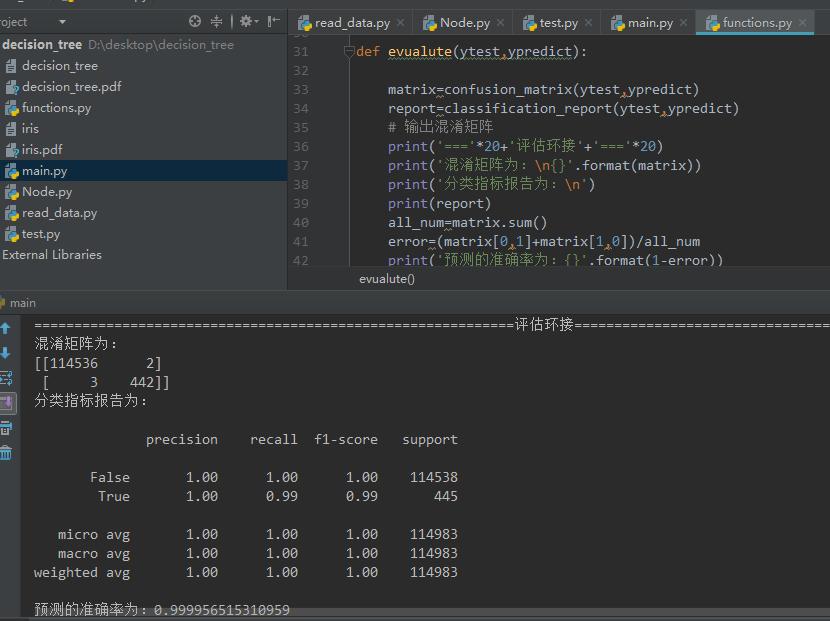 roject
decision_tree D:\desktop\decision_tree
decision_tree
decision_tree.pdf
functions.py
iris
iris.pdf
main.py
Node.py
read_data.py
test.py
External Libraries
read_data.py × Node.py × test.py × main.py × functions.py ×
31 def evualute(ytest,ypredict):
32
33 matrix=confusion_matrix(ytest,ypredict)
34 report=classification_report(ytest,ypredict)
35 # 输出混淆矩阵
36 print('==='*20+'评估环接'+'==='*20)
37 print('混淆矩阵为：\n{}'.format(matrix))
38 print('分类指标报告为：\n')
39 print(report)
40 all_num=matrix.sum()
41 error=(matrix[0,1]+matrix[1,0])/all_num
42 print('预测的准确率为：{}'.format(1-error))
evualute()
main
============================================================评估环接================================
混淆矩阵为：
[[114536 2]
[ 3 442]]
分类指标报告为：
precision recall f1-score support
False 1.00 1.00 1.00 114538
True 1.00 0.99 0.99 445
micro avg 1.00 1.00 1.00 114983
macro avg 1.00 1.00 1.00 114983
weighted avg 1.00 1.00 1.00 114983
预测的准确率为：0.999956515310959